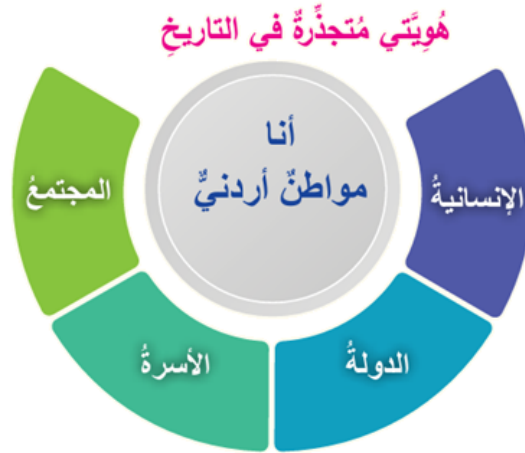 هُوِيَّتي مُتجذِّرةٌ في التاريخِ
أنا
مواطنٌ أردنيٌّ
الإنسانيةُ
المجتمعُ
الدولةُ
الأسرةُ